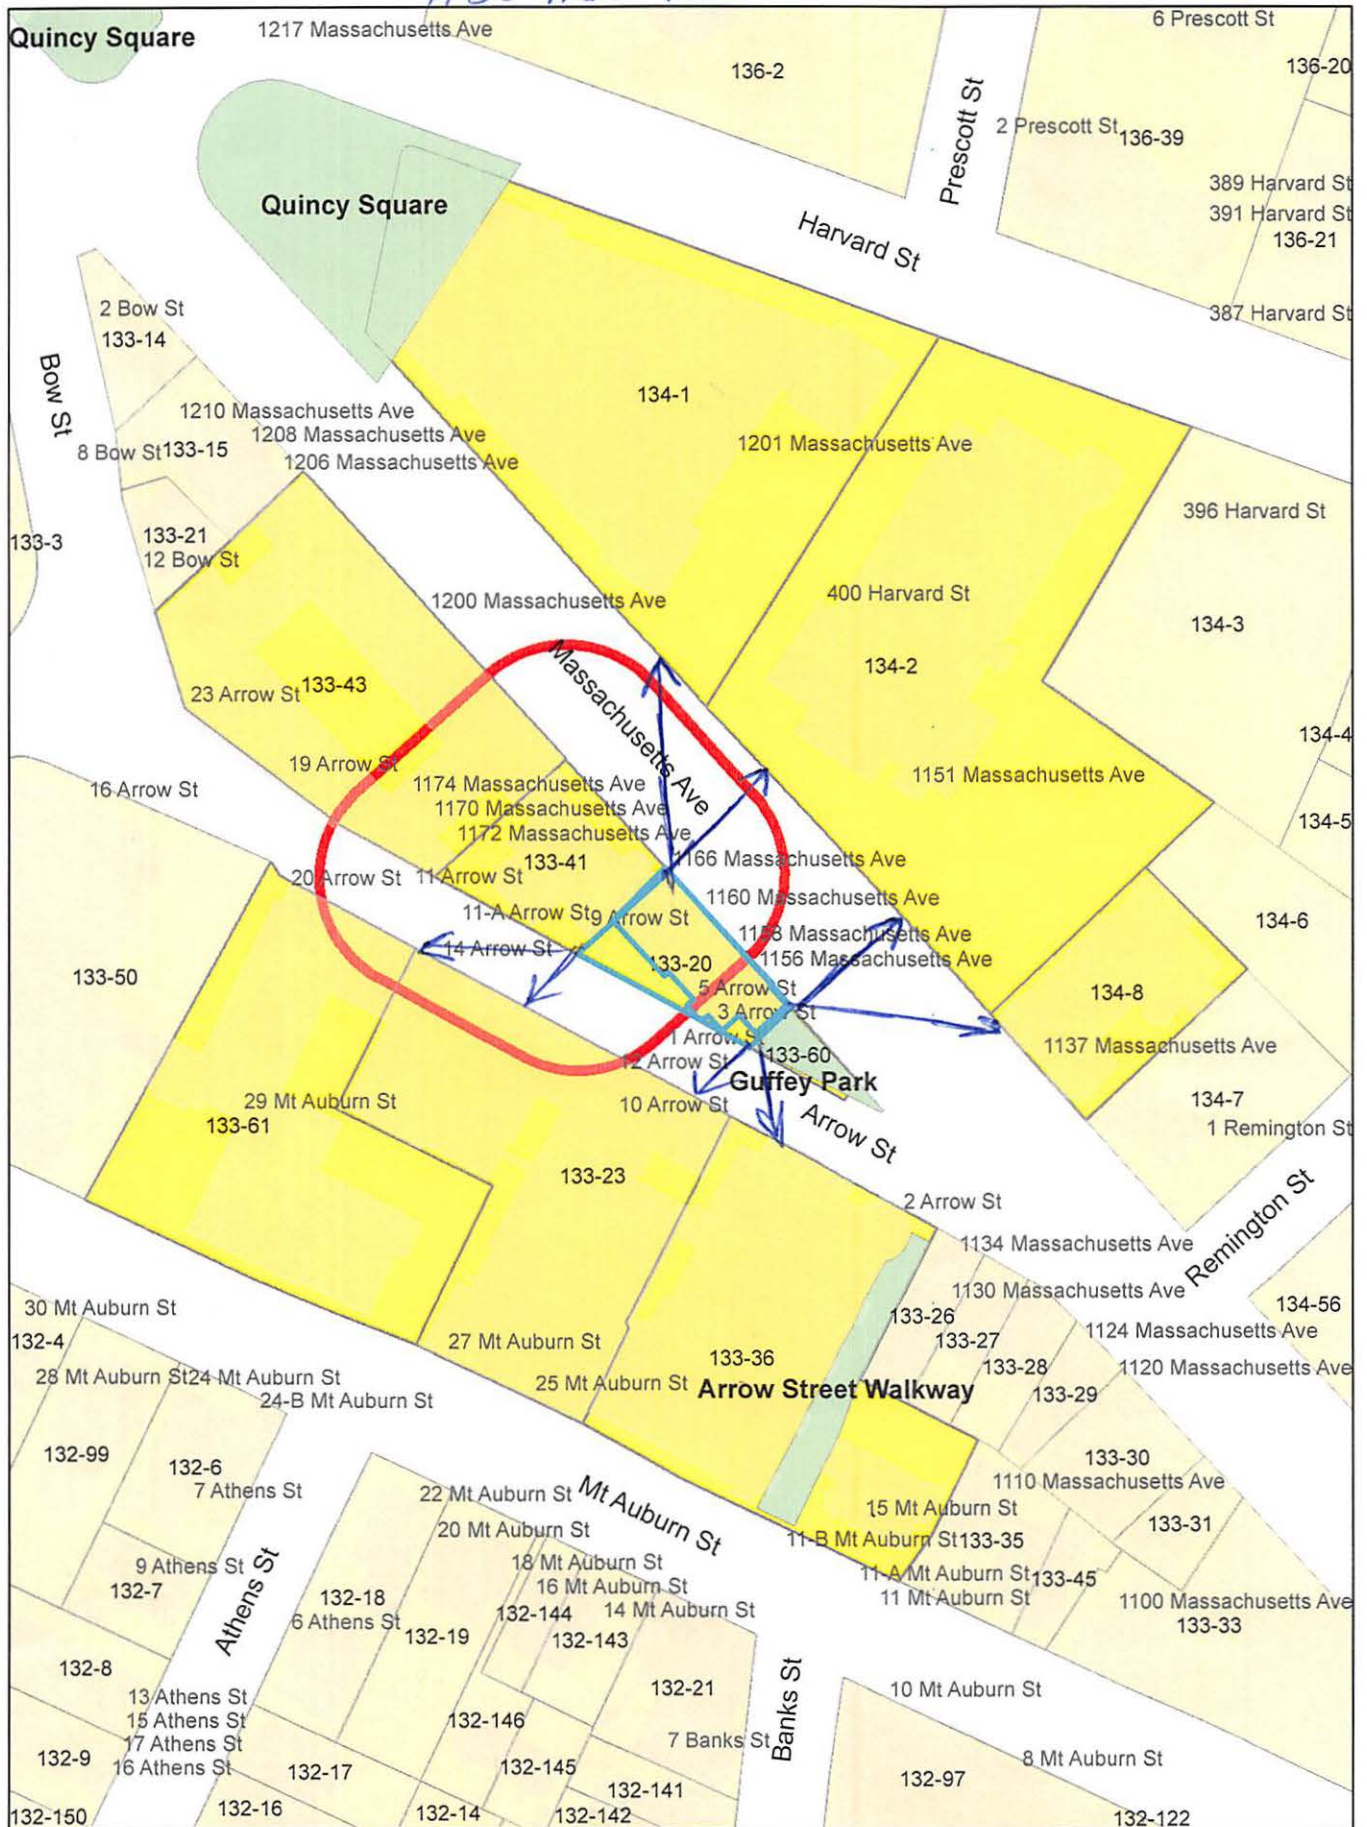 Quincy Square
1217 Massachusetts Ave
6 Prescott St
136-2
136-20
Prescott St
2 Prescott St
136-39
Quincy Square
389 Harvard St
391 Harvard St
136-21
Harvard St
2 Bow St
133-14
387 Harvard St
Bow St
134-1
1210 Massachusetts Ave
1208 Massachusetts Ave
1201 Massachusetts Ave
8 Bow St
133-15
1206 Massachusetts Ave
396 Harvard St
133-3
133-21
12 Bow St
1200 Massachusetts Ave
400 Harvard St
134-3
134-2
Massachusetts Ave
23 Arrow St
133-43
134-4
19 Arrow St
1151 Massachusetts Ave
16 Arrow St
1174 Massachusetts Ave
1170 Massachusetts Ave
1172 Massachusetts Ave
134-5
133-41
1166 Massachusetts Ave
20 Arrow St
11 Arrow St
1160 Massachusetts Ave
11-A Arrow St
9 Arrow St
134-6
1158 Massachusetts Ave
14 Arrow St
1156 Massachusetts Ave
133-50
133-20
5 Arrow St
134-8
3 Arrow St
1 Arrow St
1137 Massachusetts Ave
12 Arrow St
133-60
Guffey Park
29 Mt Auburn St
10 Arrow St
134-7
133-61
Arrow St
1 Remington St
133-23
2 Arrow St
Remington St
1134 Massachusetts Ave
1130 Massachusetts Ave
30 Mt Auburn St
134-56
133-26
1124 Massachusetts Ave
132-4
27 Mt Auburn St
133-27
133-36
133-28
1120 Massachusetts Ave
28 Mt Auburn St
24 Mt Auburn St
25 Mt Auburn St
Arrow Street Walkway
133-29
24-B Mt Auburn St
132-99
132-6
133-30
7 Athens St
22 Mt Auburn St
Mt Auburn St
1110 Massachusetts Ave
15 Mt Auburn St
133-31
20 Mt Auburn St
11-B Mt Auburn St
133-35
9 Athens St
18 Mt Auburn St
11-A Mt Auburn St
133-45
132-7
Athens St
132-18
16 Mt Auburn St
11 Mt Auburn St
1100 Massachusetts Ave
6 Athens St
132-144
14 Mt Auburn St
133-33
132-19
132-143
132-8
132-21
10 Mt Auburn St
13 Athens St
15 Athens St
132-146
Banks St
17 Athens St
7 Banks St
132-9
16 Athens St
132-17
132-145
8 Mt Auburn St
132-97
132-141
132-150
132-16
132-14
132-142
132-122